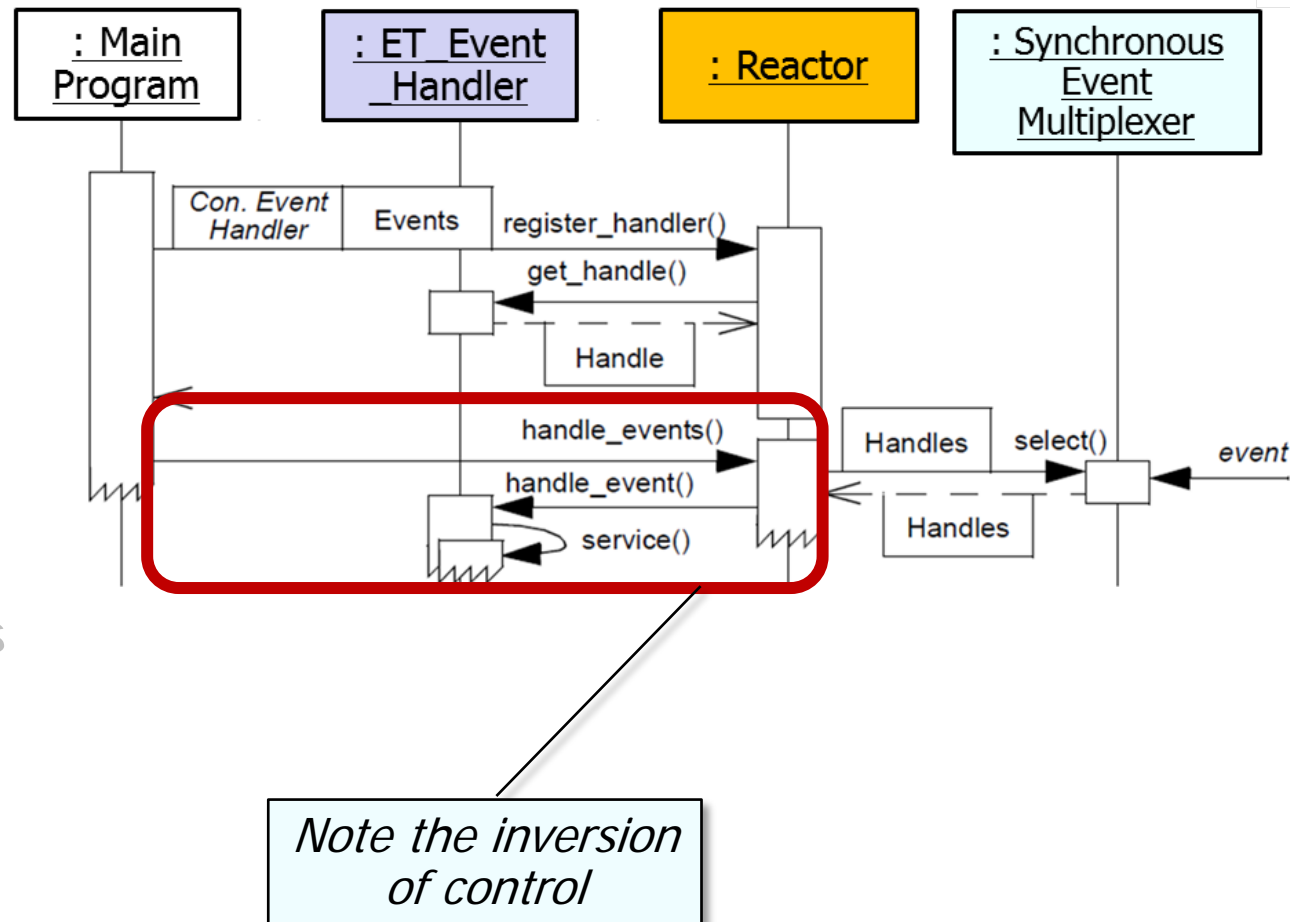 : Main
Program
: ET_Event
_Handler
: Reactor
: Synchronous
Event
Multiplexer
Con. Event
Handler
Events
register_handler()
get_handle()
Handle
handle_events()
Handles
select()
event
handle_event()
Handles
service()
s
Note the inversion
of control